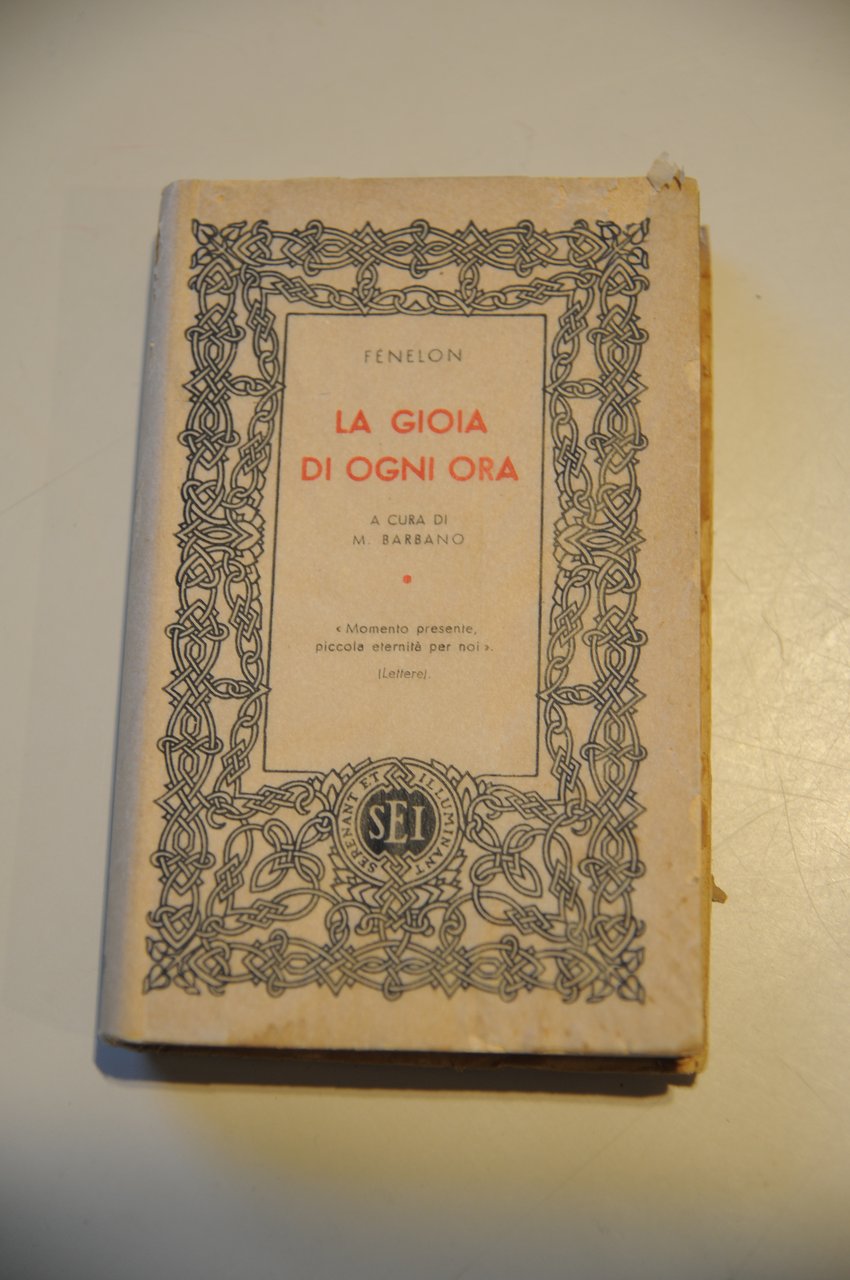 FÉNELON
LA GIOIA
DI OGNI ORA
A CURA DI
M. BARBANO
« Momento presente,
piccola eternità per noi ».
(Lettere).
SERENANT ET ILLUMINANT
SEI